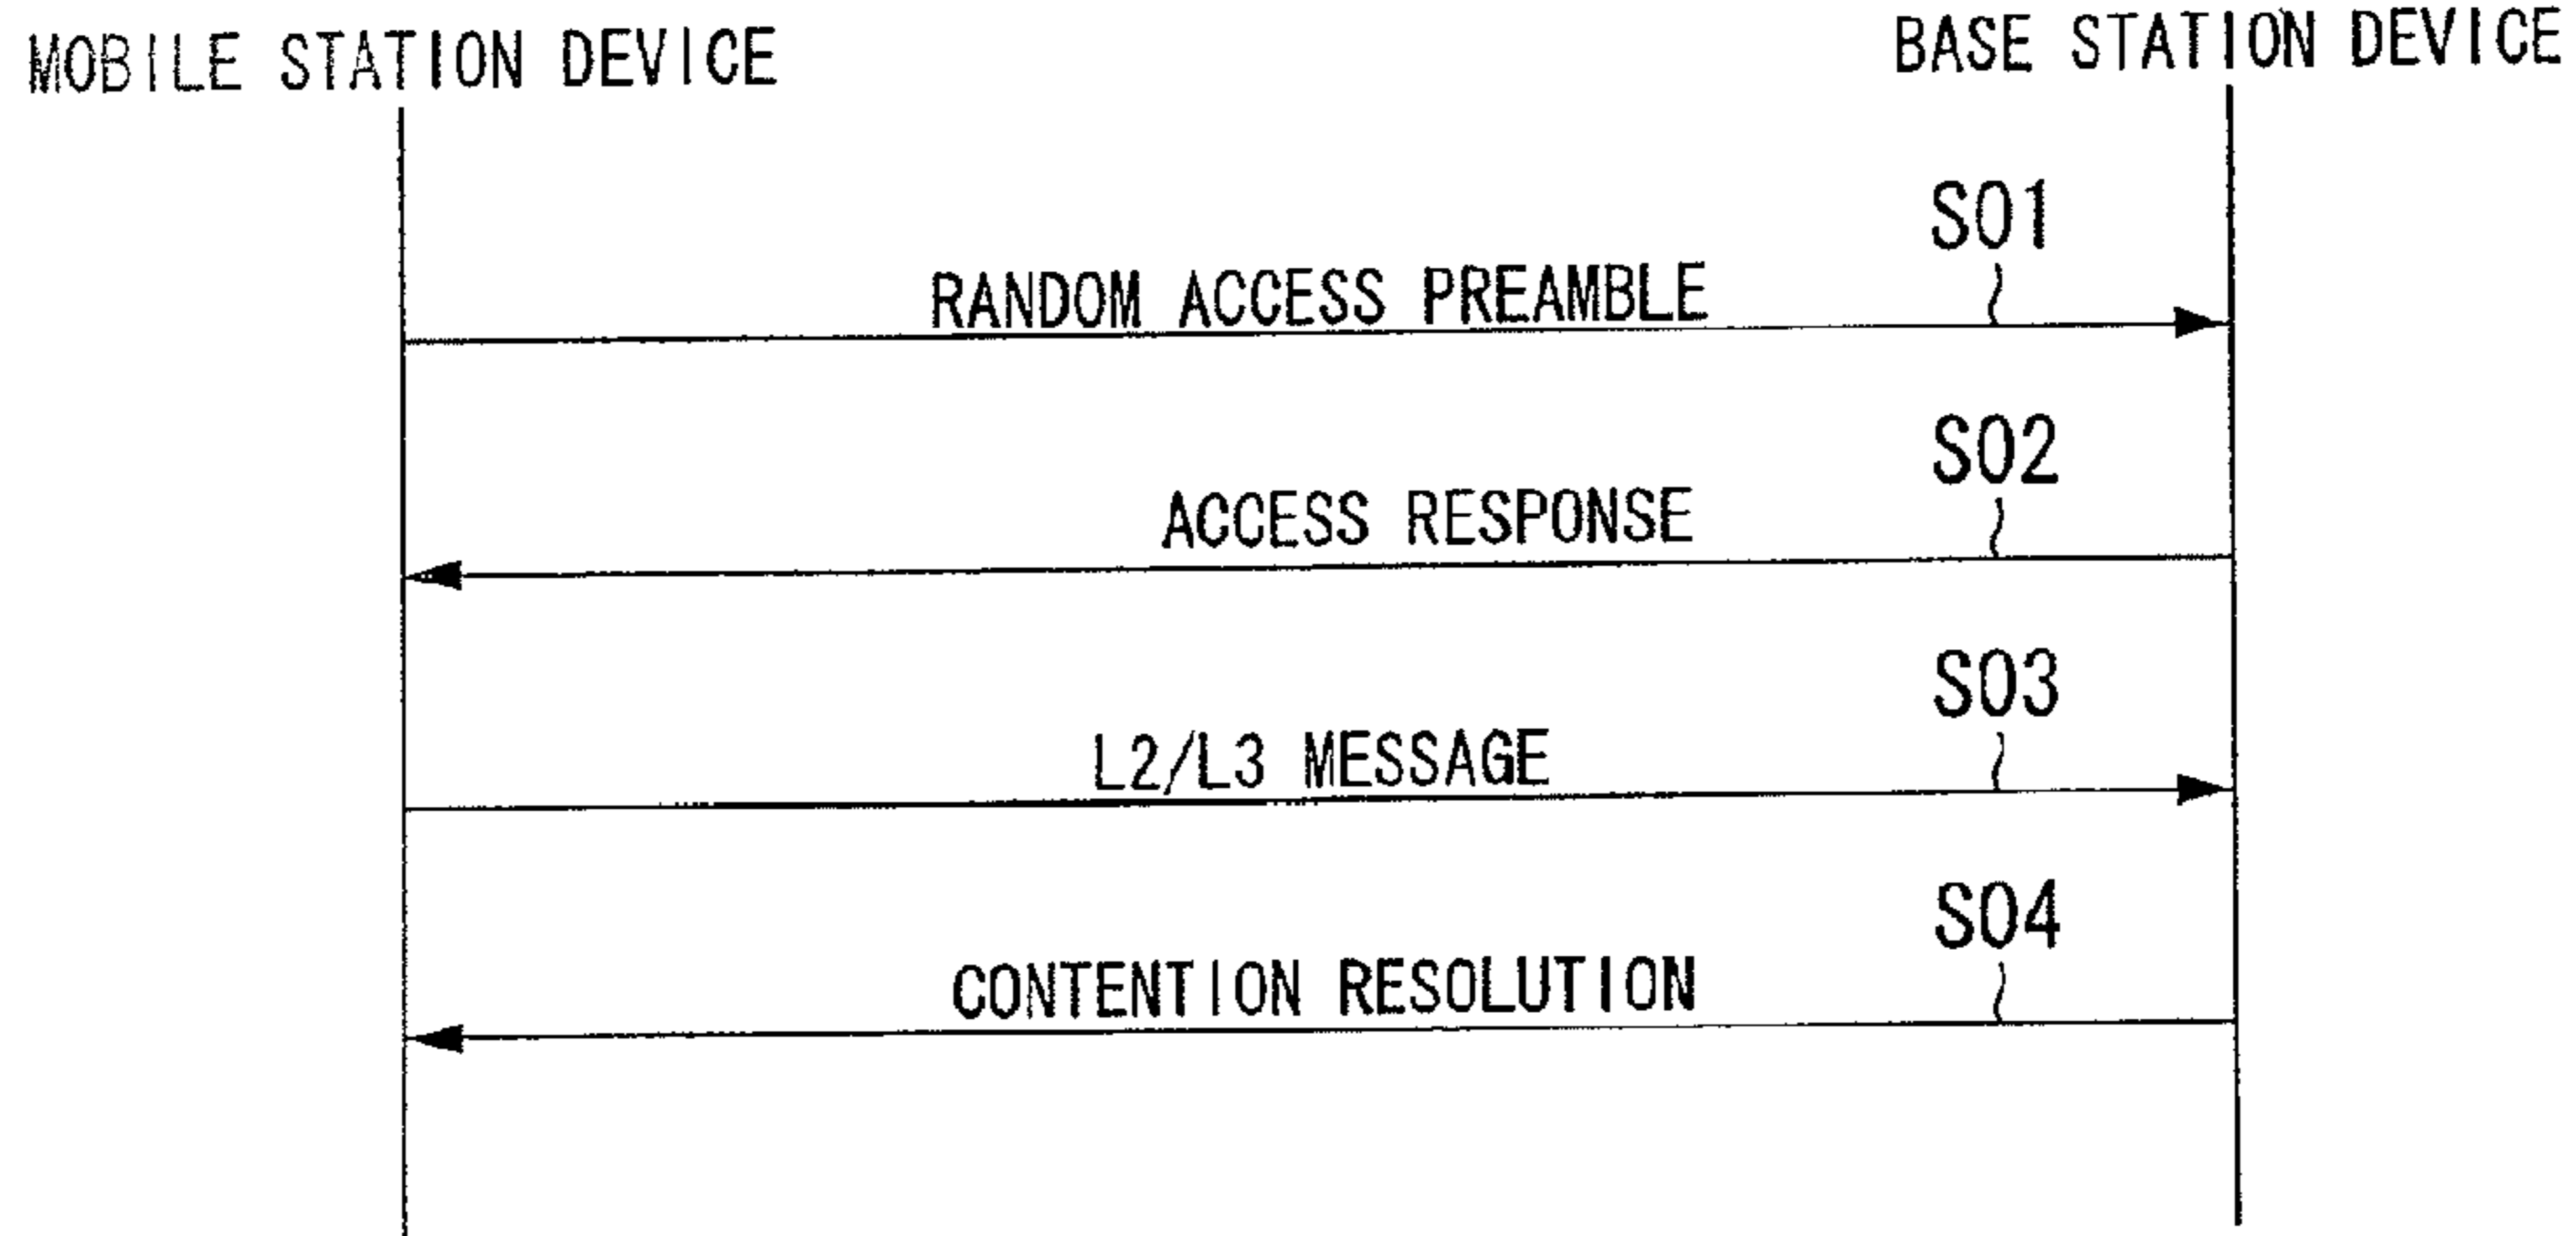 MOBILE STATION DEVICE
BASE STATION DEVICE
S01
RANDOM ACCESS PREAMBLE
S02
ACCESS RESPONSE
S03
L2/L3 MESSAGE
S04
CONTENTION RESOLUTION